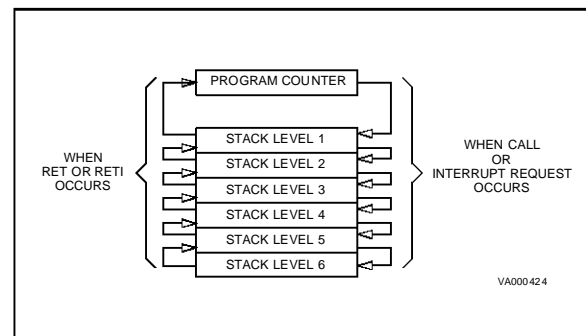 PROGRAM COUNTER
WHEN
RET OR RETI
OCCURS
STACK LEVEL 1
STACK LEVEL 2
STACK LEVEL 3
STACK LEVEL 4
STACK LEVEL 5
STACK LEVEL 6
WHEN CALL
OR
INTERRUPT REQUEST
OCCURS
VA000424